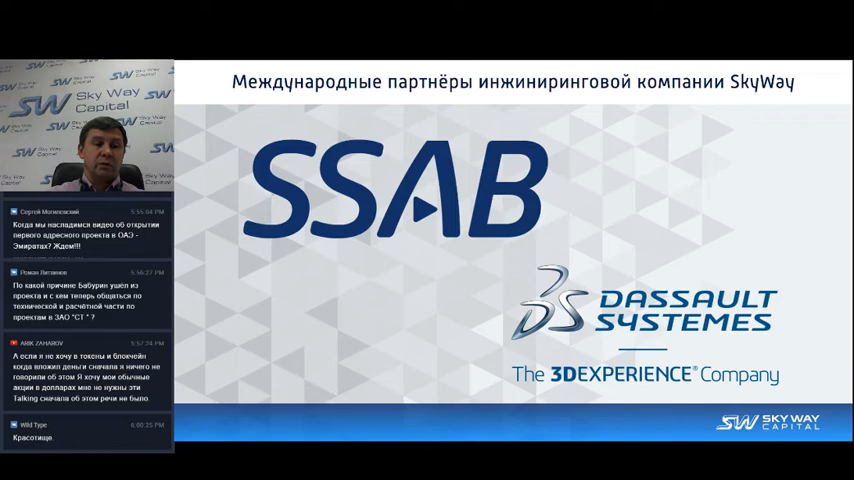 Международные партнёры инжиниринговой компании SkyWay
SW Sky Way
Capital
SSAB
DASSAULT
SYSTEMES
The 3DEXPERIENCE® Company
SW SKY WAY
CAPITAL
Сергей Могилевский 5:55:04 PM
Когда мы насладимся видео об открытии
первого адресного проекта в ОАЭ -
Эмиратах? Ждем!!!
Роман Литвинов 5:56:27 PM
По какой причине Бабурин ушёл из
проекта и с кем теперь общаться по
технической и расчётной части по
проектам в ЗАО "СТ " ?
ARIK ZAHAROV 5:57:24 PM
А если я не хочу в токены и блокчейн
когда вложил деньги сначала я ничего не
говорили об этом Я хочу мои обычные
акции в долларах мно не нужны эти
Talking сначала об этом речи не было.
Wild Type 6:00:25 PM
Красотище.